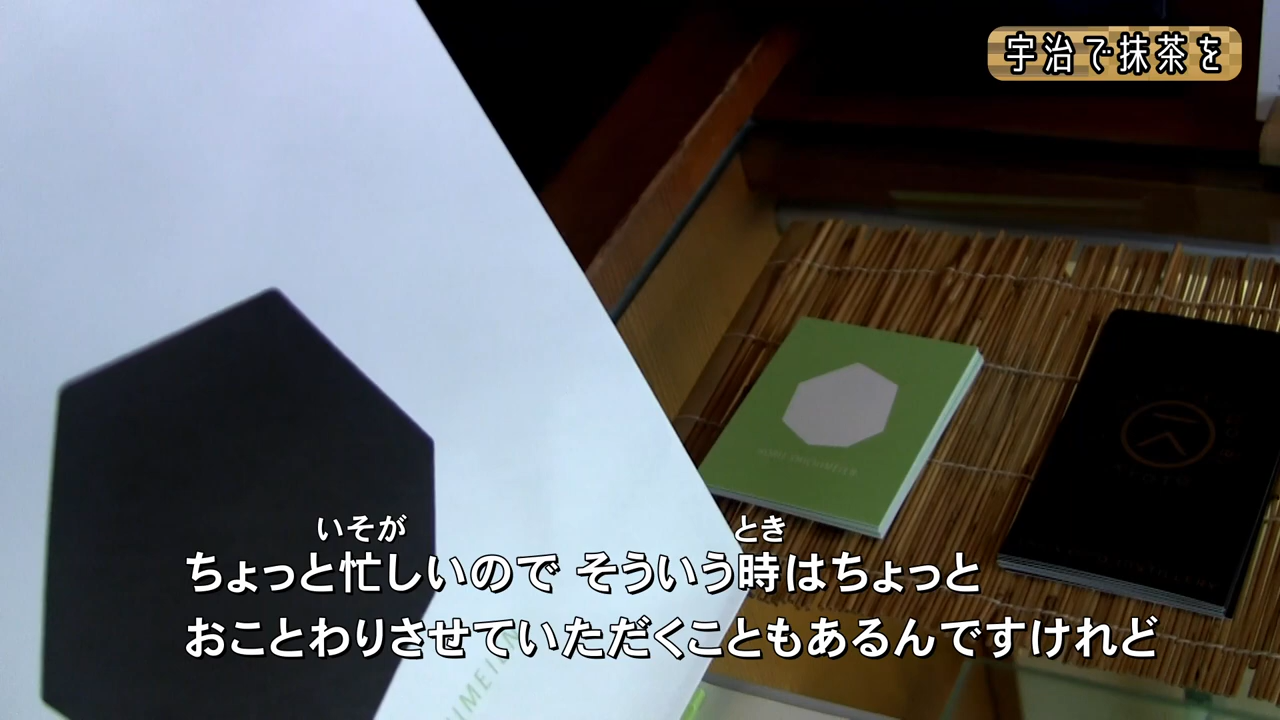 宇治で抹茶を
いそが とき
ちょっと忙しいので そういう時はちょっと
おことわりさせていただくこともあるんですけれど